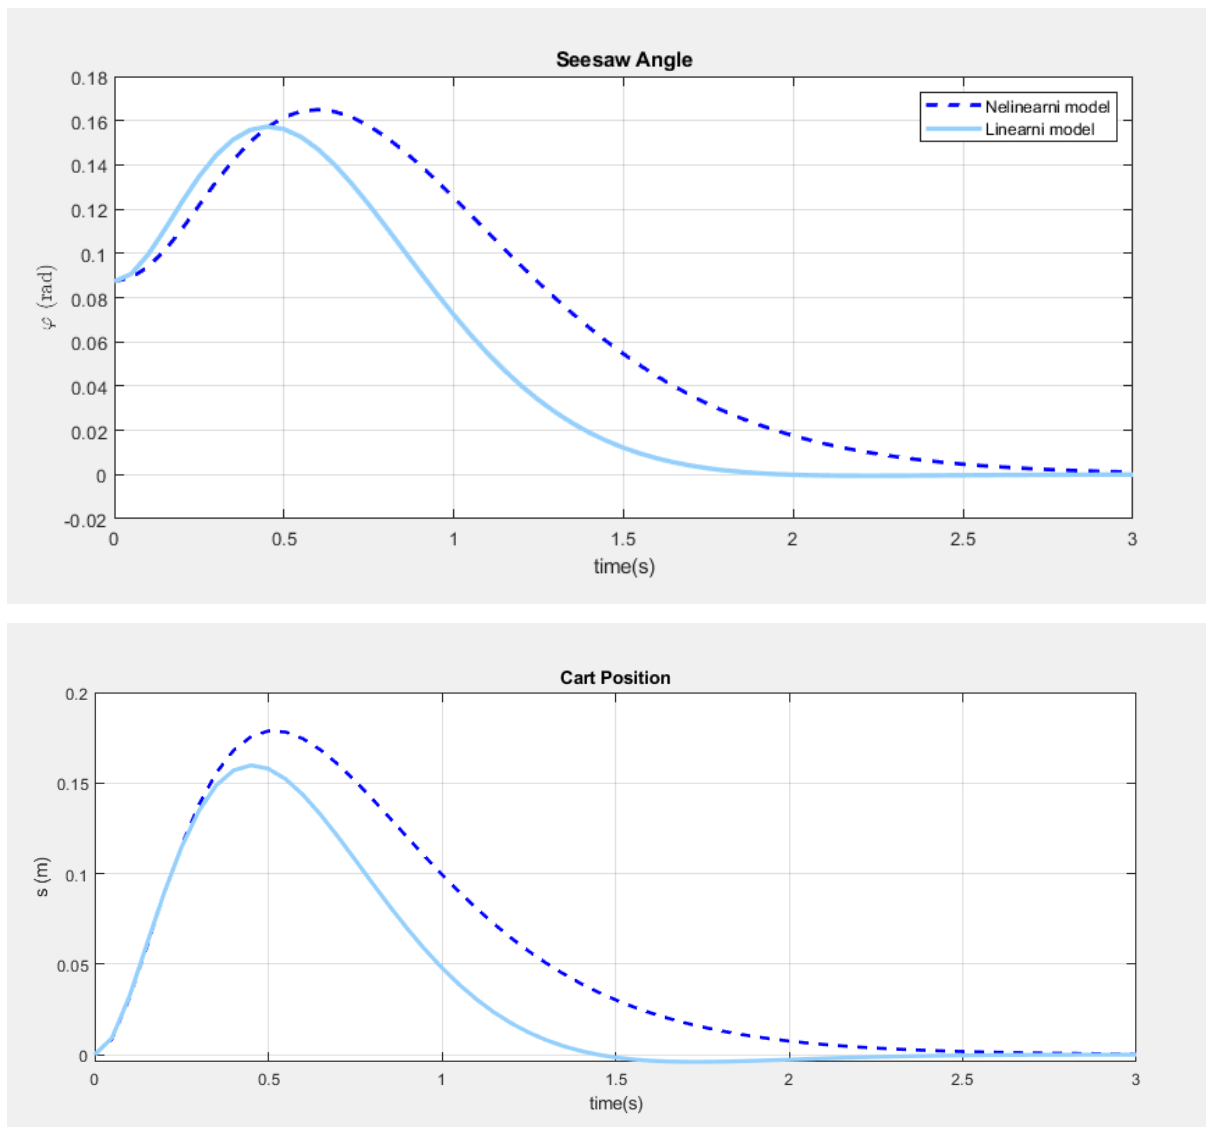 Seesaw Angle
0.18
0.16
0.14
0.12
0.1
0.08
0.06
0.04
0.02
0
-0.02
φ (rad)
Nelinearni model
Linearni model
0 0.5 1 1.5 2 2.5 3
time(s)
Cart Position
0.2
0.15
0.1
0.05
0
s (m)
0 0.5 1 1.5 2 2.5 3
time(s)